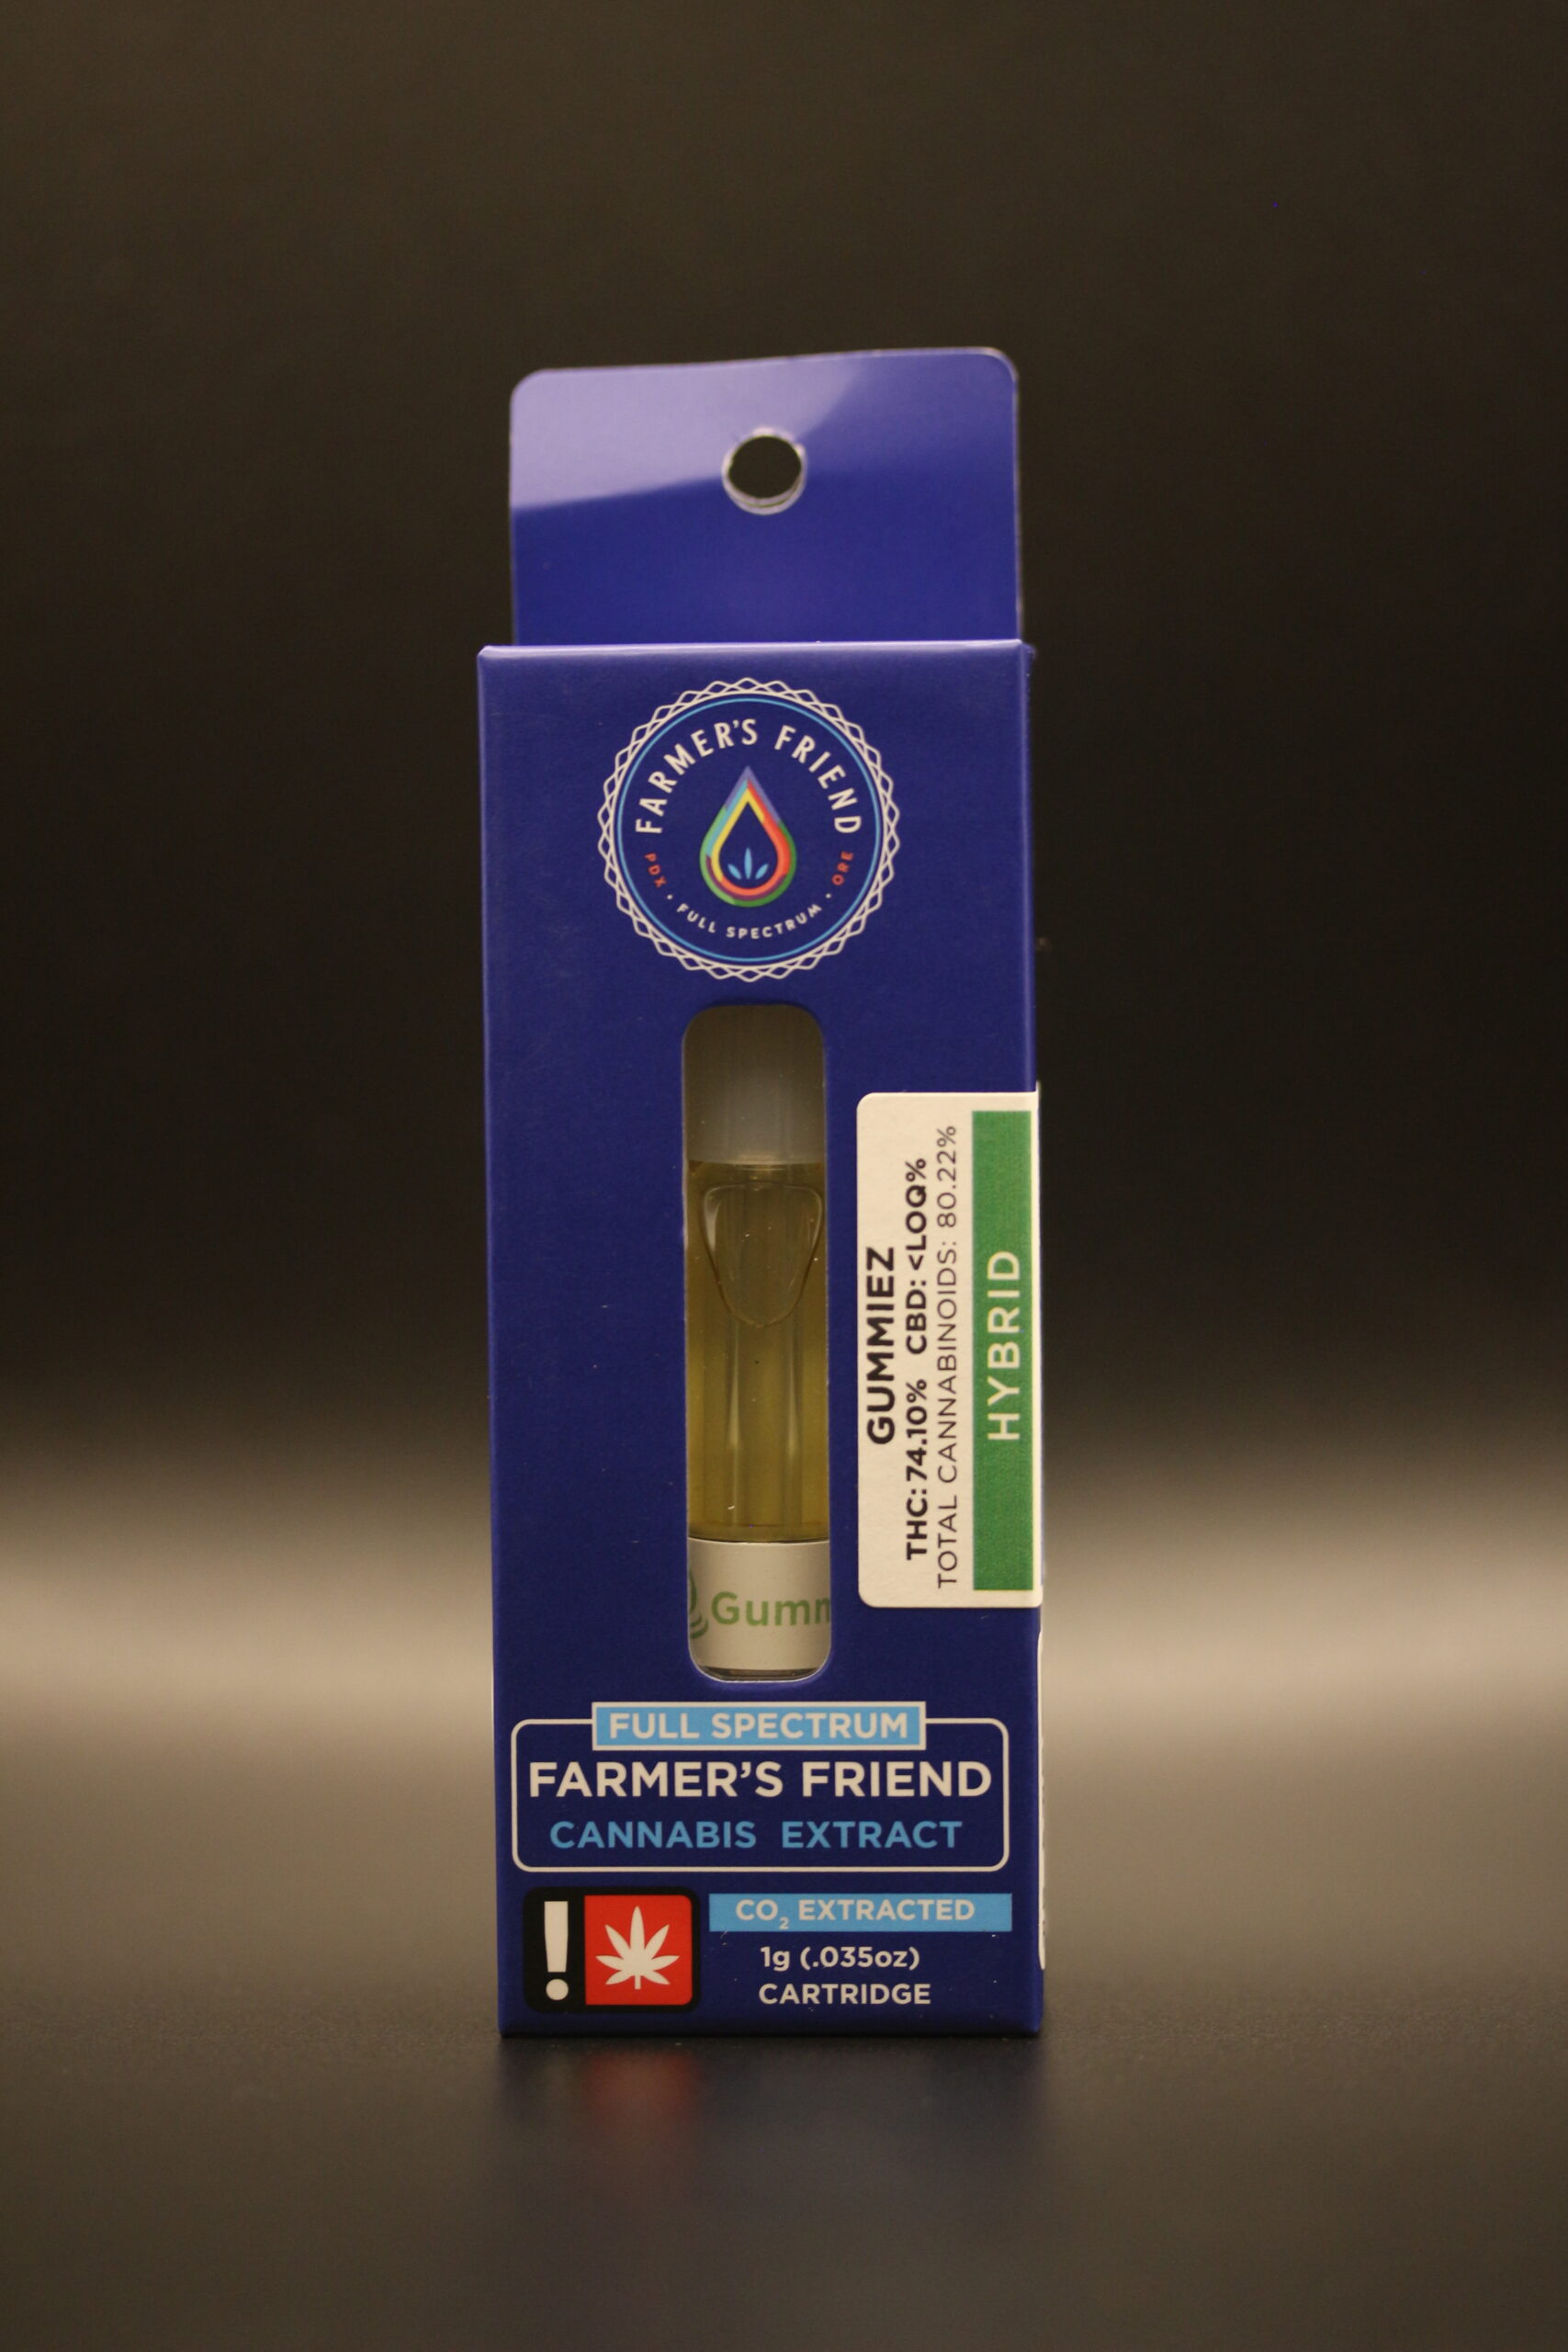 FARMER'S FRIEND
PDX • FULL SPECTRUM • ORE
GUMMIEZ
THC: 74.10% CBD: <LOQ%
TOTAL CANNABINOIDS: 80.22%
HYBRID
Gumm
FULL SPECTRUM
FARMER'S FRIEND
CANNABIS EXTRACT
!
CO₂ EXTRACTED
1g (.035oz)
CARTRIDGE